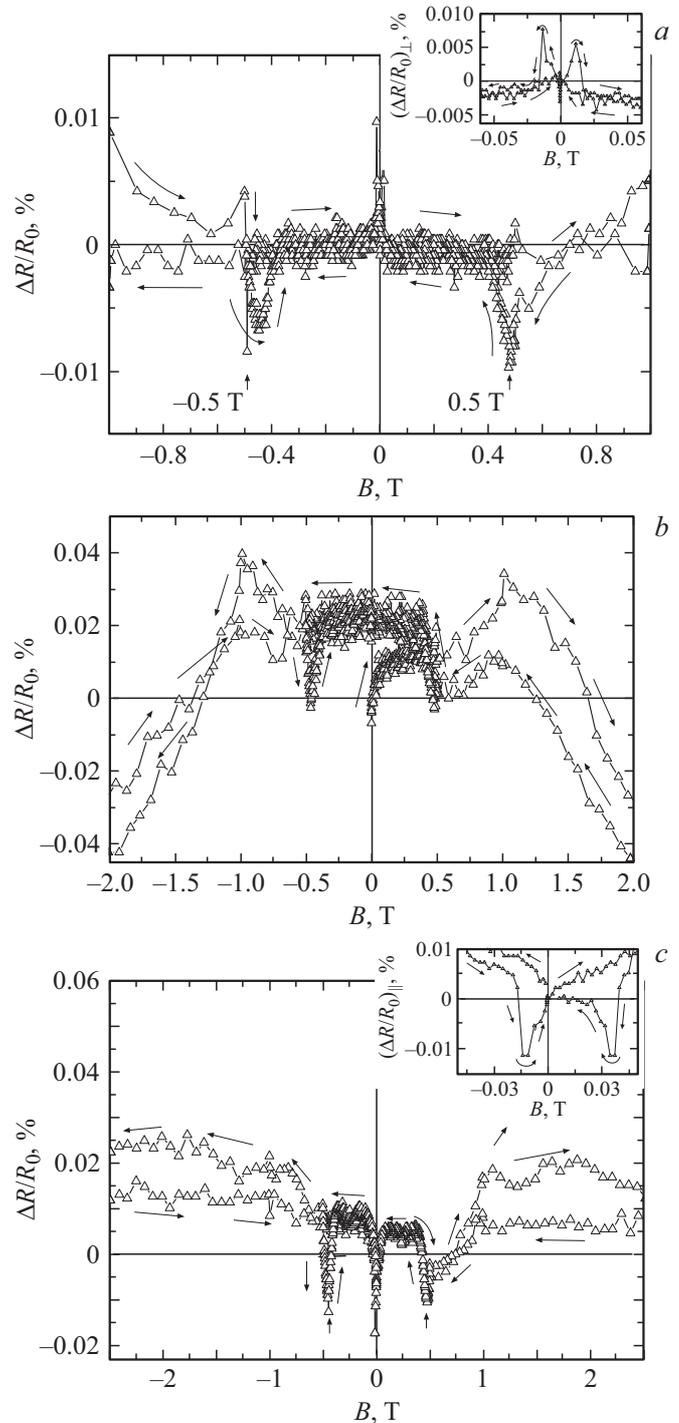 a
0.010
0.005
0
−0.005
(ΔR/R0)⊥, %
−0.05 0 0.05
B, T
0.01
0
−0.01
ΔR/R0, %
−0.5 T 0.5 T
−0.8 −0.4 0 0.4 0.8
B, T
b
0.04
0.02
0
−0.02
−0.04
ΔR/R0, %
−2.0 −1.5 −1.0 −0.5 0 0.5 1.0 1.5 2.0
B, T
c
0.01
0
−0.01
(ΔR/R0)||, %
−0.03 0 0.03
B, T
0.06
0.04
0.02
0
−0.02
ΔR/R0, %
−2 −1 0 1 2
B, T